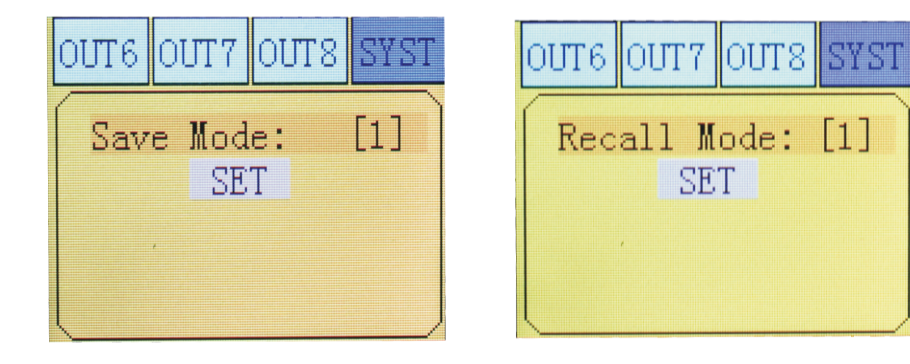 OUT6 OUT7 OUT8 SYST
Save Mode: [1]
SET
OUT6 OUT7 OUT8 SYST
Recall Mode: [1]
SET